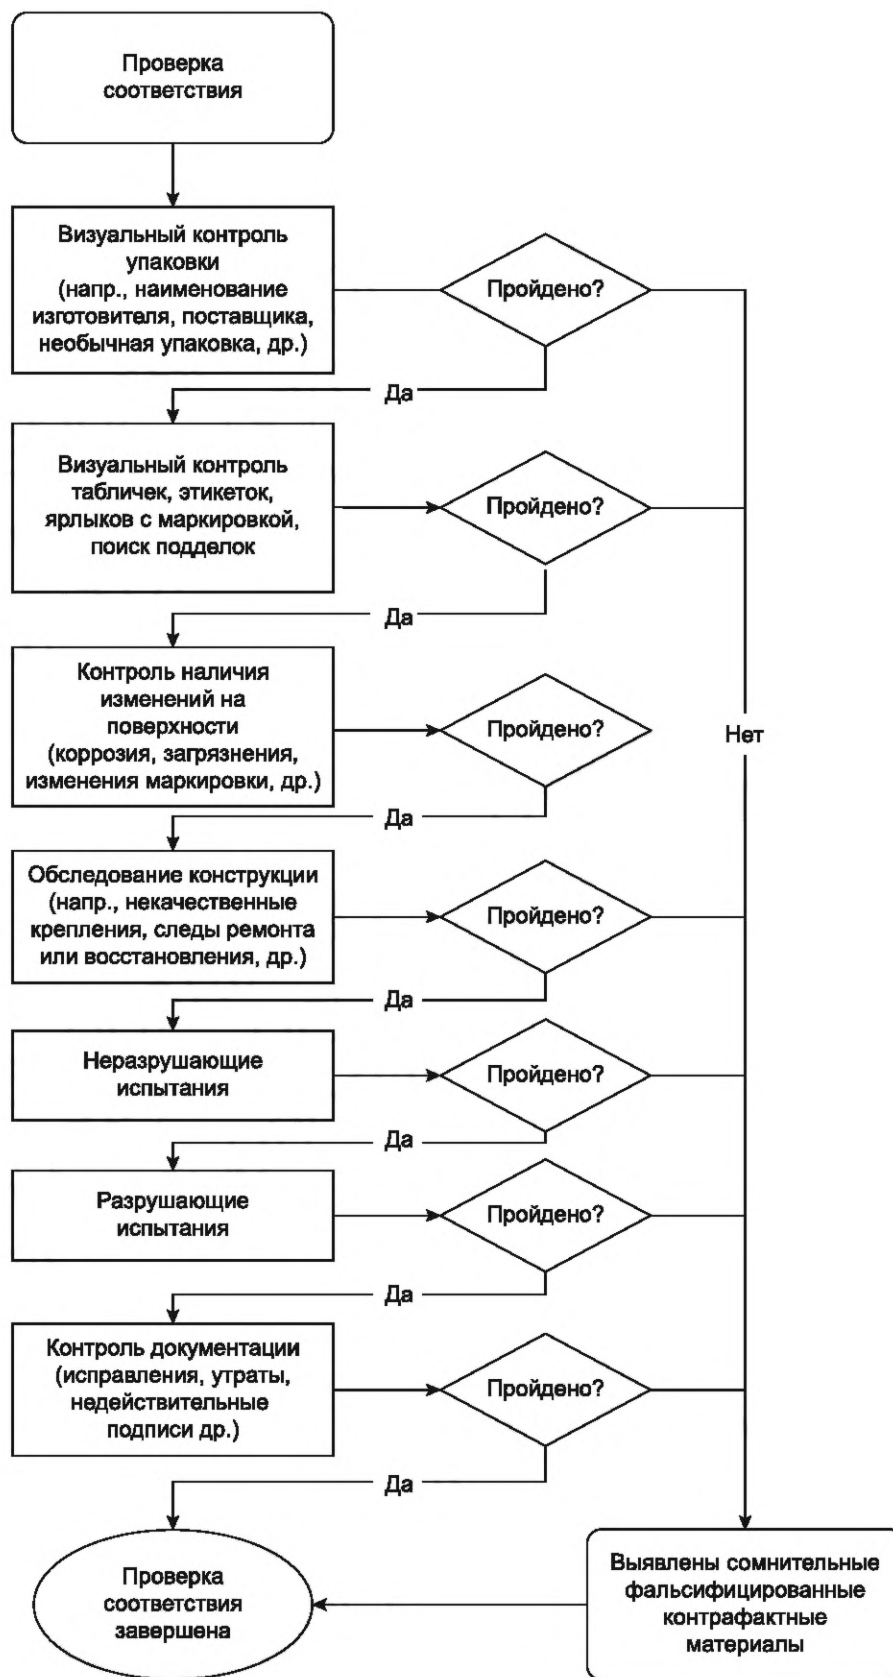 Проверка
соответствия
Визуальный контроль
упаковки
(напр., наименование
изготовителя, поставщика,
необычная упаковка, др.)
Пройдено?
Да
Визуальный контроль
табличек, этикеток,
ярлыков с маркировкой,
поиск подделок
Пройдено?
Да
Контроль наличия
изменений на
поверхности
(коррозия, загрязнения,
изменения маркировки, др.)
Пройдено?
Нет
Да
Обследование конструкции
(напр., некачественные
крепления, следы ремонта
или восстановления, др.)
Пройдено?
Да
Неразрушающие
испытания
Пройдено?
Да
Разрушающие
испытания
Пройдено?
Да
Контроль документации
(исправления, утраты,
недействительные
подписи др.)
Пройдено?
Да
Проверка
соответствия
завершена
Выявлены сомнительные
фальсифицированные
контрафактные
материалы